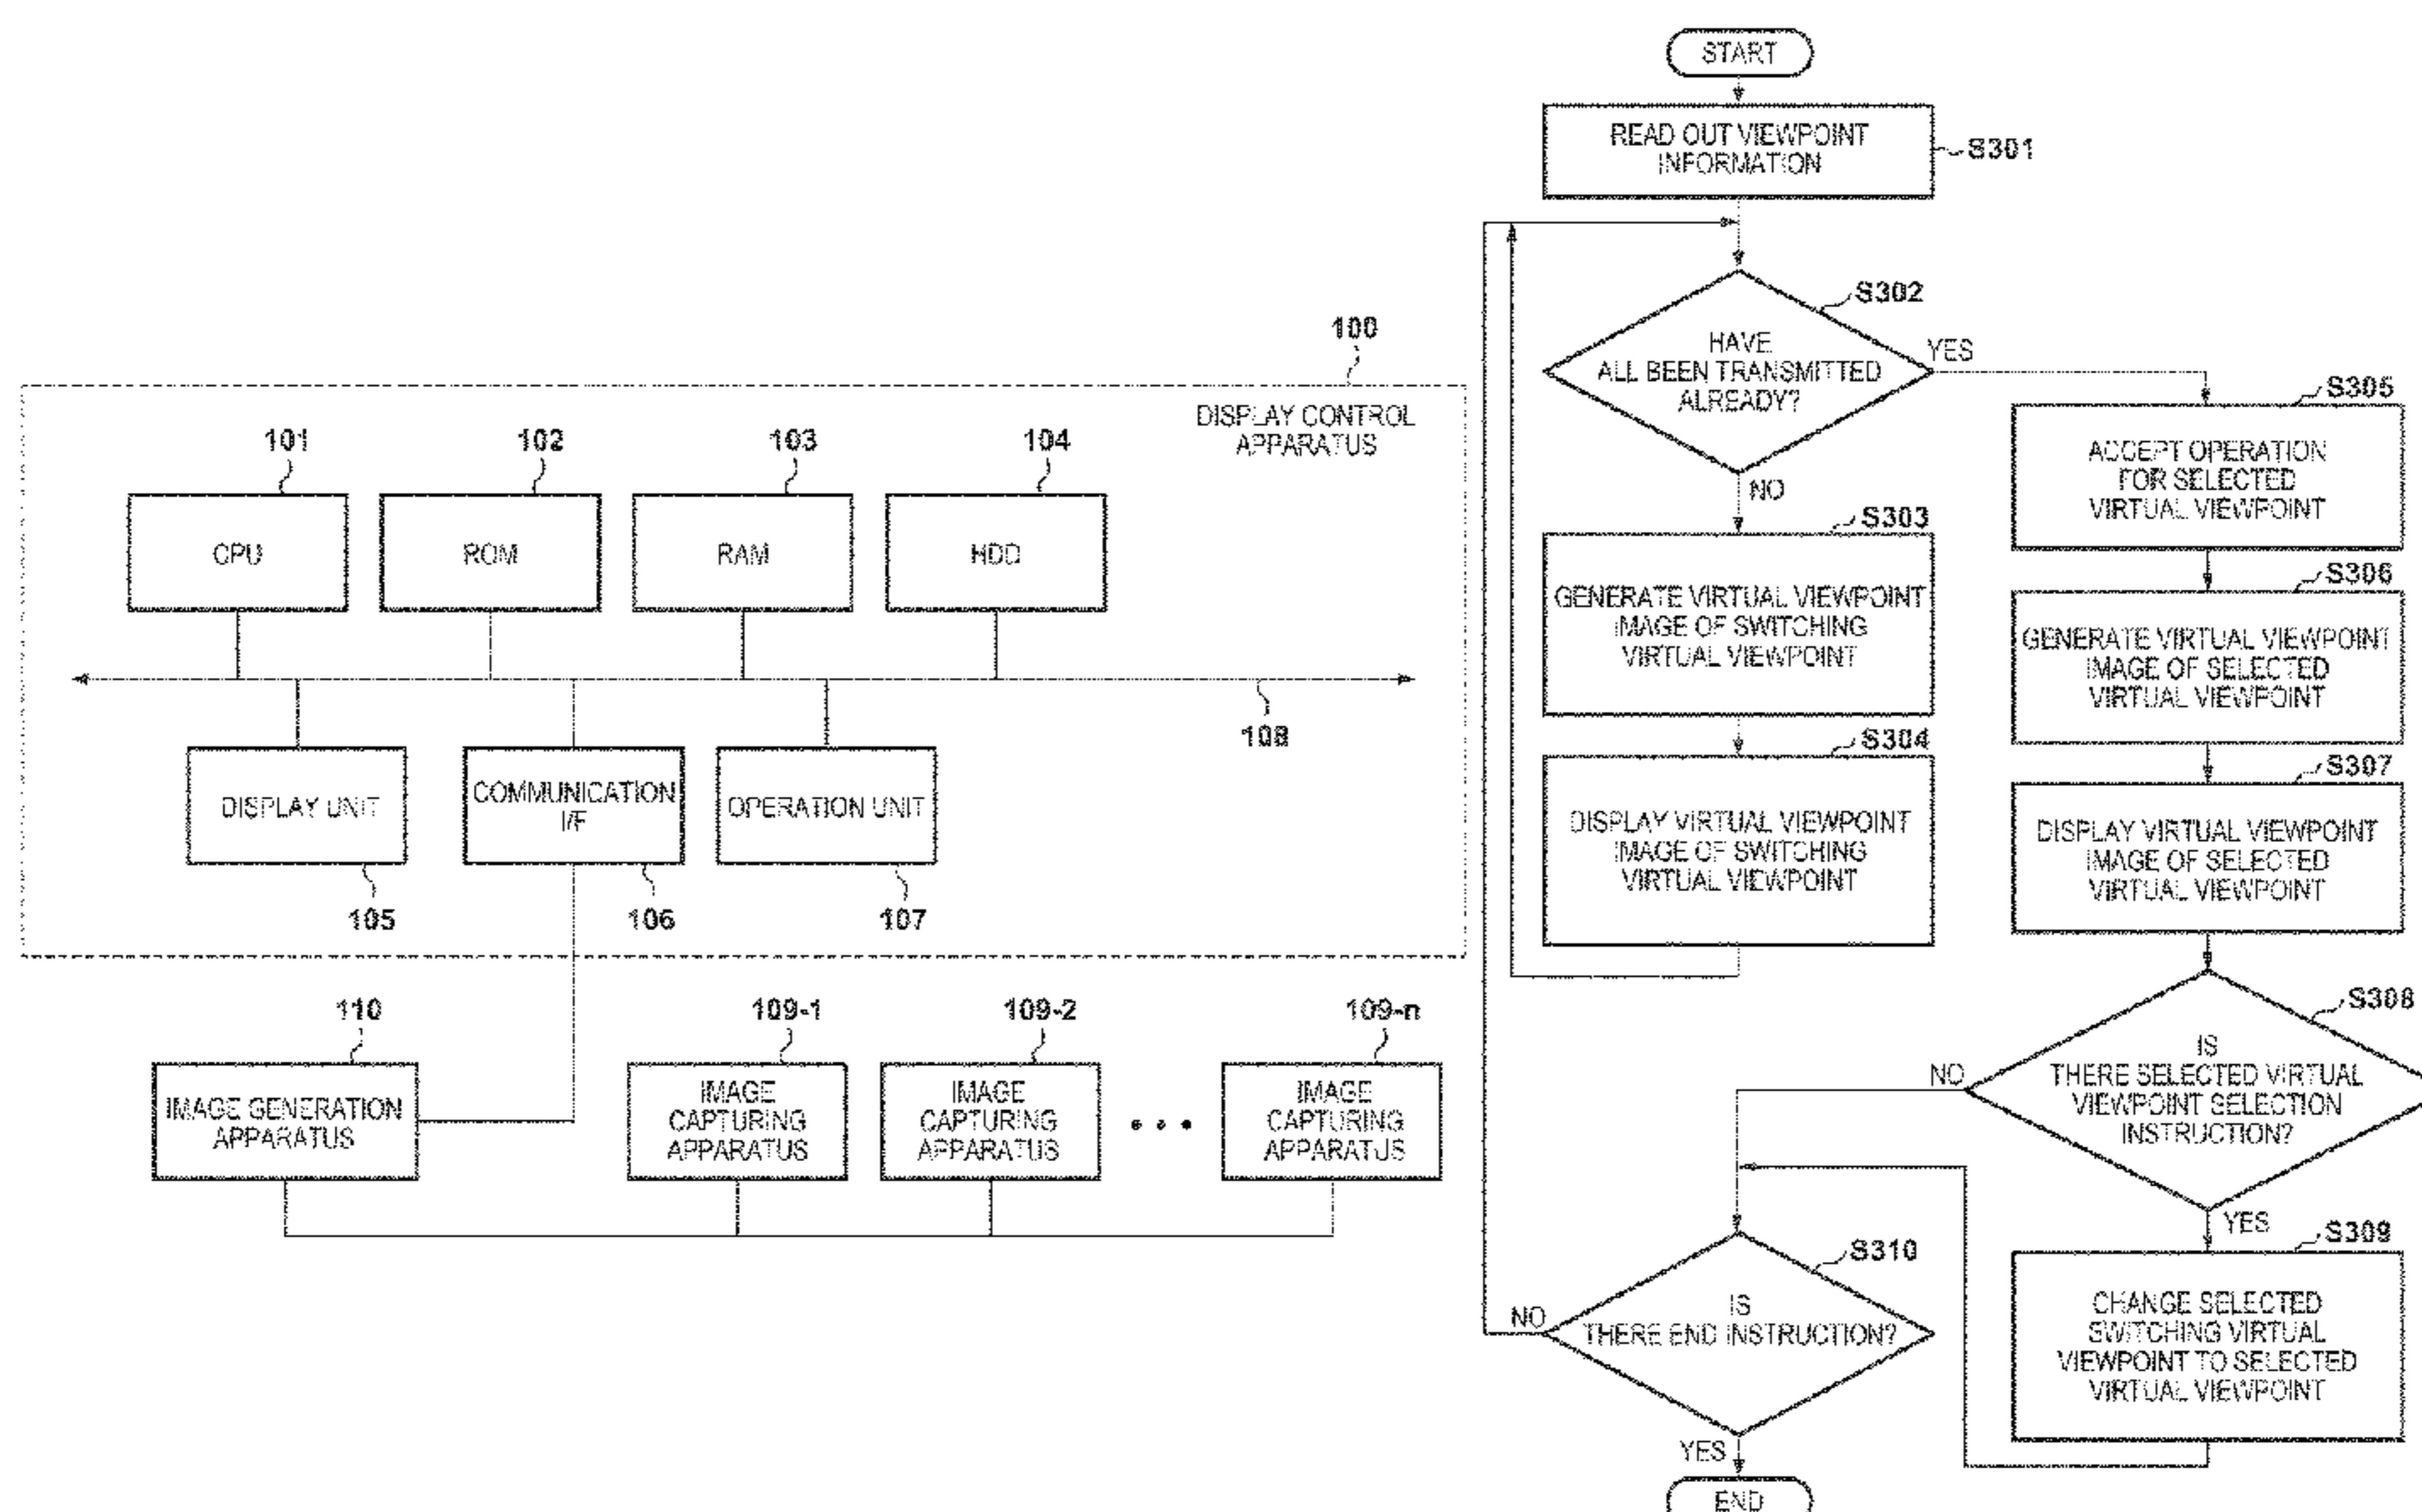 100
DISPLAY CONTROL
APPARATUS
101
102
103
104
CPU
ROM
RAM
HDD
108
DISPLAY UNIT
COMMUNICATION
I/F
OPERATION UNIT
105
106
107
110
109-1
109-2
109-n
IMAGE GENERATION
APPARATUS
IMAGE
CAPTURING
APPARATUS
IMAGE
CAPTURING
APPARATUS
• • •
IMAGE
CAPTURING
APPARATUS
START
READ OUT VIEWPOINT
INFORMATION
S301
S302
HAVE
ALL BEEN TRANSMITTED
ALREADY?
YES
NO
S303
GENERATE VIRTUAL VIEWPOINT
IMAGE OF SWITCHING
VIRTUAL VIEWPOINT
S304
DISPLAY VIRTUAL VIEWPOINT
IMAGE OF SWITCHING
VIRTUAL VIEWPOINT
S305
ACCEPT OPERATION
FOR SELECTED
VIRTUAL VIEWPOINT
S306
GENERATE VIRTUAL VIEWPOINT
IMAGE OF SELECTED
VIRTUAL VIEWPOINT
S307
DISPLAY VIRTUAL VIEWPOINT
IMAGE OF SELECTED
VIRTUAL VIEWPOINT
S308
IS
THERE SELECTED VIRTUAL
VIEWPOINT SELECTION
INSTRUCTION?
NO
YES
S309
CHANGE SELECTED
SWITCHING VIRTUAL
VIEWPOINT TO SELECTED
VIRTUAL VIEWPOINT
S310
IS
THERE END INSTRUCTION?
NO
YES
END